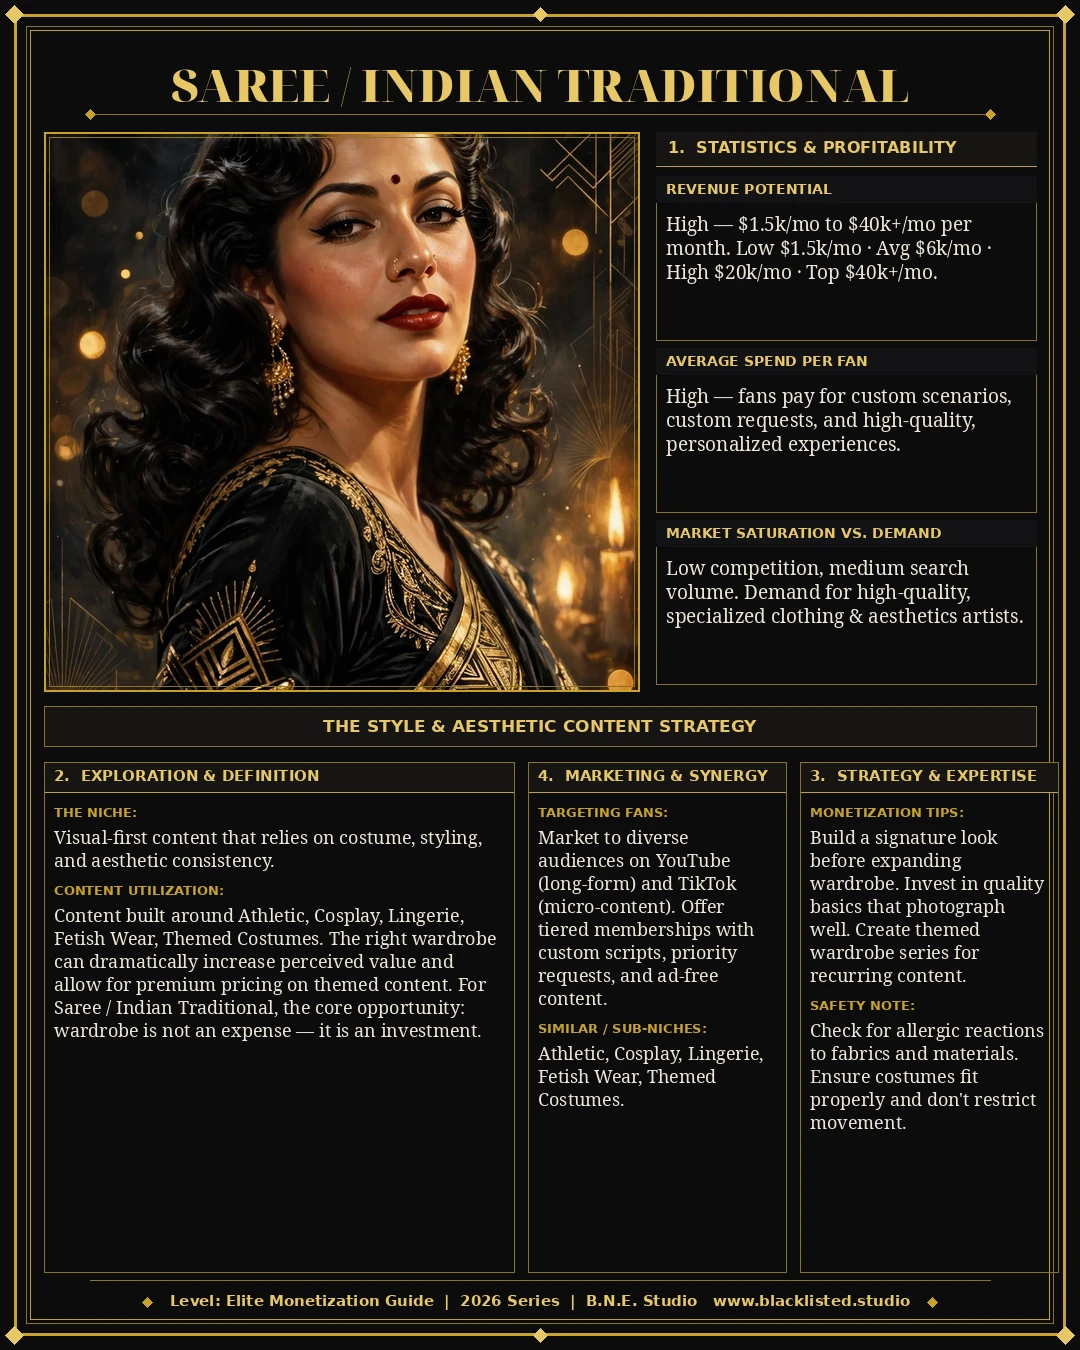 SAREE / INDIAN TRADITIONAL
1. STATISTICS & PROFITABILITY
REVENUE POTENTIAL
High — $1.5k/mo to $40k+/mo per
month. Low $1.5k/mo · Avg $6k/mo ·
High $20k/mo · Top $40k+/mo.
AVERAGE SPEND PER FAN
High — fans pay for custom scenarios,
custom requests, and high-quality,
personalized experiences.
MARKET SATURATION VS. DEMAND
Low competition, medium search
volume. Demand for high-quality,
specialized clothing & aesthetics artists.
THE STYLE & AESTHETIC CONTENT STRATEGY
2. EXPLORATION & DEFINITION
THE NICHE:
Visual-first content that relies on costume, styling,
and aesthetic consistency.
CONTENT UTILIZATION:
Content built around Athletic, Cosplay, Lingerie,
Fetish Wear, Themed Costumes. The right wardrobe
can dramatically increase perceived value and
allow for premium pricing on themed content. For
Saree / Indian Traditional, the core opportunity:
wardrobe is not an expense — it is an investment.
4. MARKETING & SYNERGY
TARGETING FANS:
Market to diverse
audiences on YouTube
(long-form) and TikTok
(micro-content). Offer
tiered memberships with
custom scripts, priority
requests, and ad-free
content.
SIMILAR / SUB-NICHES:
Athletic, Cosplay, Lingerie,
Fetish Wear, Themed
Costumes.
3. STRATEGY & EXPERTISE
MONETIZATION TIPS:
Build a signature look
before expanding
wardrobe. Invest in quality
basics that photograph
well. Create themed
wardrobe series for
recurring content.
SAFETY NOTE:
Check for allergic reactions
to fabrics and materials.
Ensure costumes fit
properly and don't restrict
movement.
Level: Elite Monetization Guide | 2026 Series | B.N.E. Studio www.blacklisted.studio